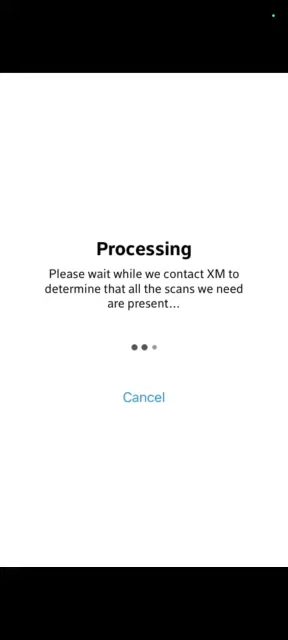 Processing
Please wait while we contact XM to
determine that all the scans we need
are present...
Cancel